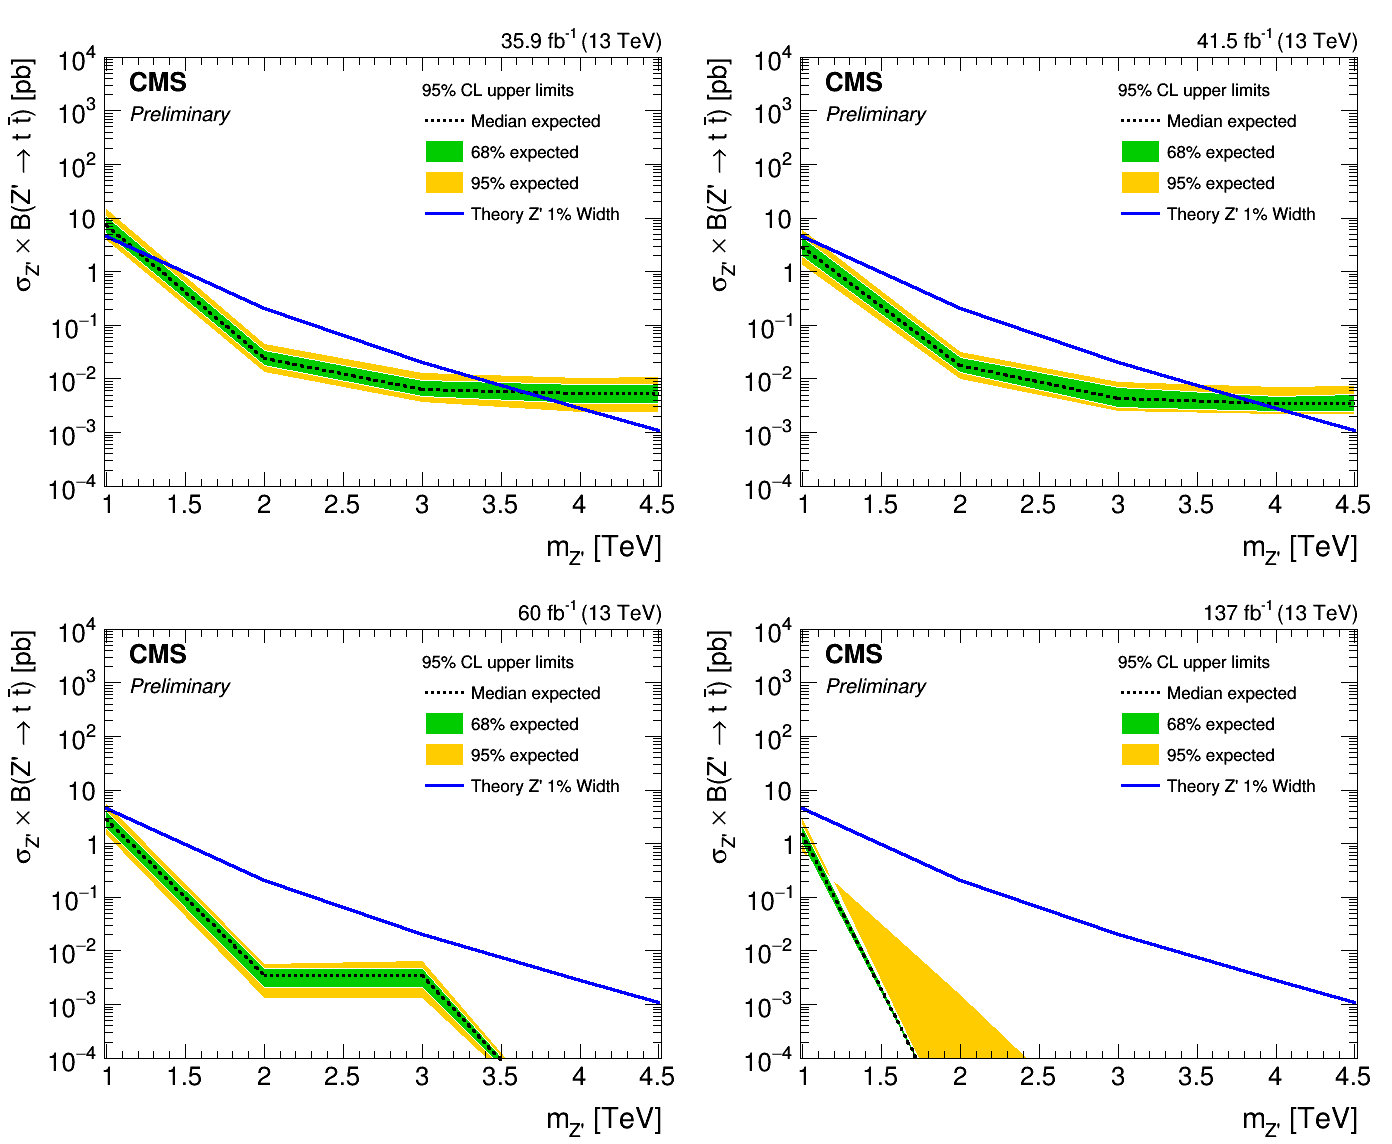 35.9 fb⁻¹ (13 TeV)
σ_Z' × B(Z' → t t̄) [pb]
10⁴
10³
10²
10
1
10⁻¹
10⁻²
10⁻³
10⁻⁴
CMS
Preliminary
95% CL upper limits
Median expected
68% expected
95% expected
Theory Z' 1% Width
1 1.5 2 2.5 3 3.5 4 4.5
m_Z' [TeV]
41.5 fb⁻¹ (13 TeV)
σ_Z' × B(Z' → t t̄) [pb]
10⁴
10³
10²
10
1
10⁻¹
10⁻²
10⁻³
10⁻⁴
CMS
Preliminary
95% CL upper limits
Median expected
68% expected
95% expected
Theory Z' 1% Width
1 1.5 2 2.5 3 3.5 4 4.5
m_Z' [TeV]
60 fb⁻¹ (13 TeV)
σ_Z' × B(Z' → t t̄) [pb]
10⁴
10³
10²
10
1
10⁻¹
10⁻²
10⁻³
10⁻⁴
CMS
Preliminary
95% CL upper limits
Median expected
68% expected
95% expected
Theory Z' 1% Width
1 1.5 2 2.5 3 3.5 4 4.5
m_Z' [TeV]
137 fb⁻¹ (13 TeV)
σ_Z' × B(Z' → t t̄) [pb]
10⁴
10³
10²
10
1
10⁻¹
10⁻²
10⁻³
10⁻⁴
CMS
Preliminary
95% CL upper limits
Median expected
68% expected
95% expected
Theory Z' 1% Width
1 1.5 2 2.5 3 3.5 4 4.5
m_Z' [TeV]